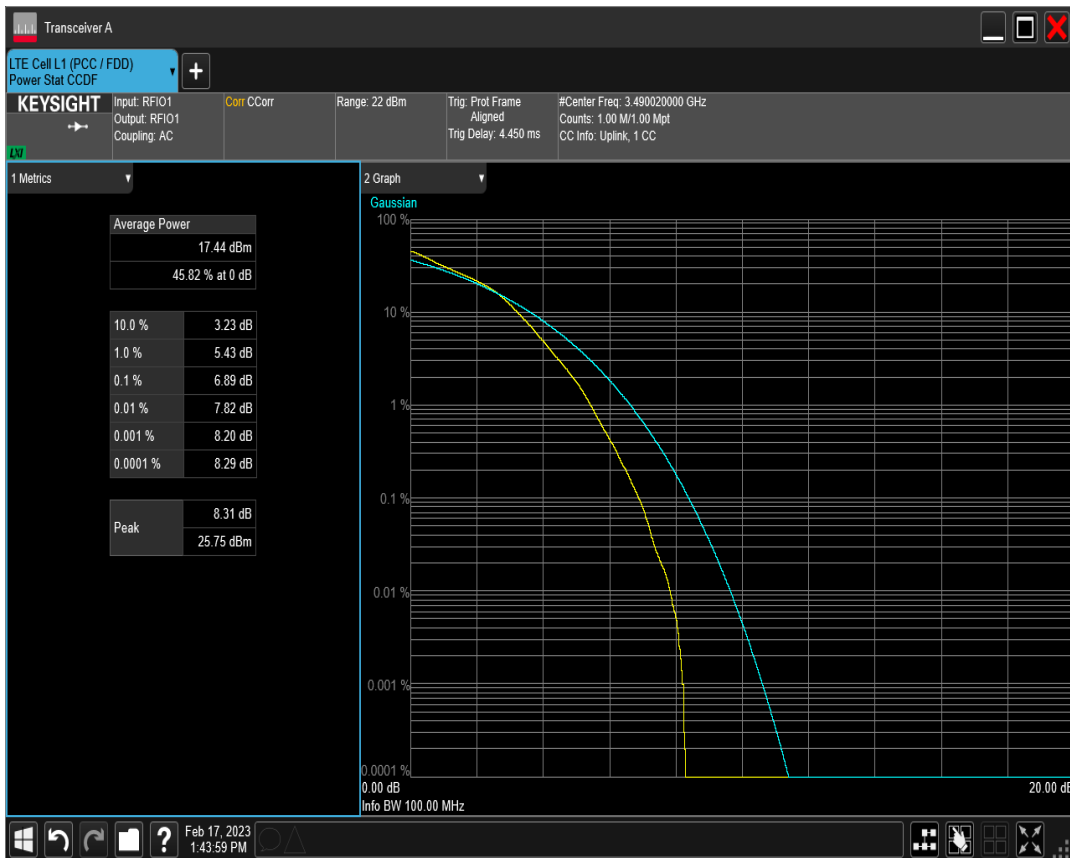 Transceiver A
LTE Cell L1 (PCC / FDD)
Power Stat CCDF
KEYSIGHT
LXI
Input: RFIO1
Output: RFIO1
Coupling: AC
Corr CCorr
Range: 22 dBm
Trig: Prot Frame
Aligned
Trig Delay: 4.450 ms
#Center Freq: 3.490020000 GHz
Counts: 1.00 M/1.00 Mpt
CC Info: Uplink, 1 CC
1 Metrics
Average Power
17.44 dBm
45.82 % at 0 dB
10.0 % 3.23 dB
1.0 % 5.43 dB
0.1 % 6.89 dB
0.01 % 7.82 dB
0.001 % 8.20 dB
0.0001 % 8.29 dB
Peak
8.31 dB
25.75 dBm
2 Graph
Gaussian
100 %
10 %
1 %
0.1 %
0.01 %
0.001 %
0.0001 %
0.00 dB 20.00 dB
Info BW 100.00 MHz
? Feb 17, 2023
1:43:59 PM